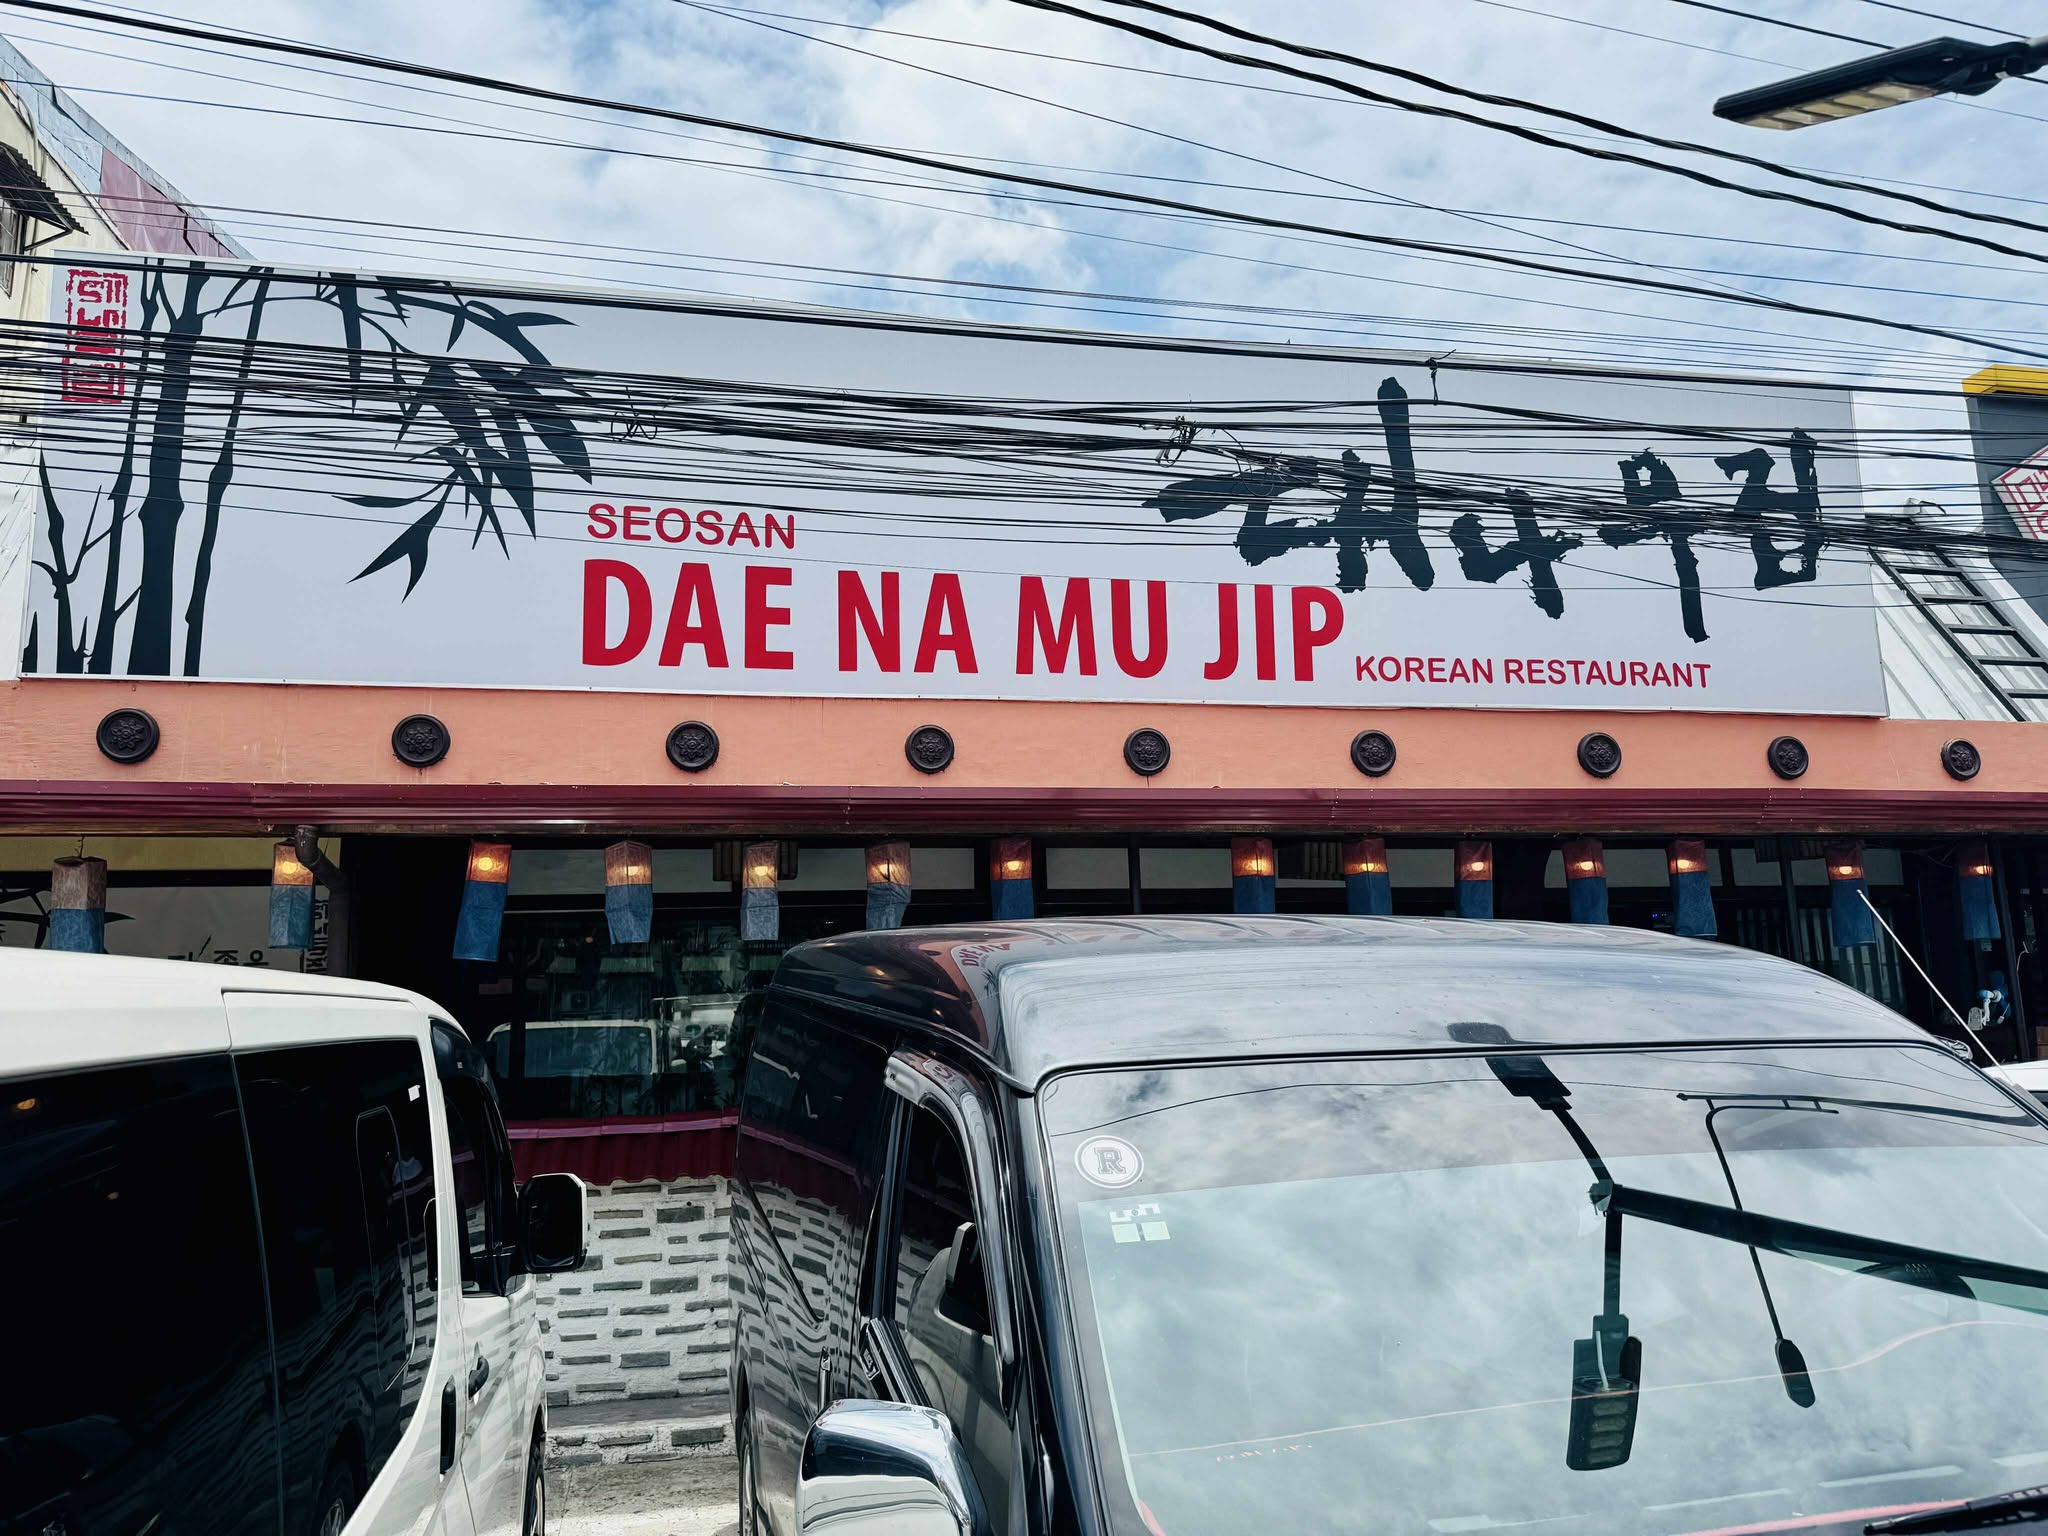 대나무집
SEOSAN
DAE NA MU JIP
KOREAN RESTAURANT
R